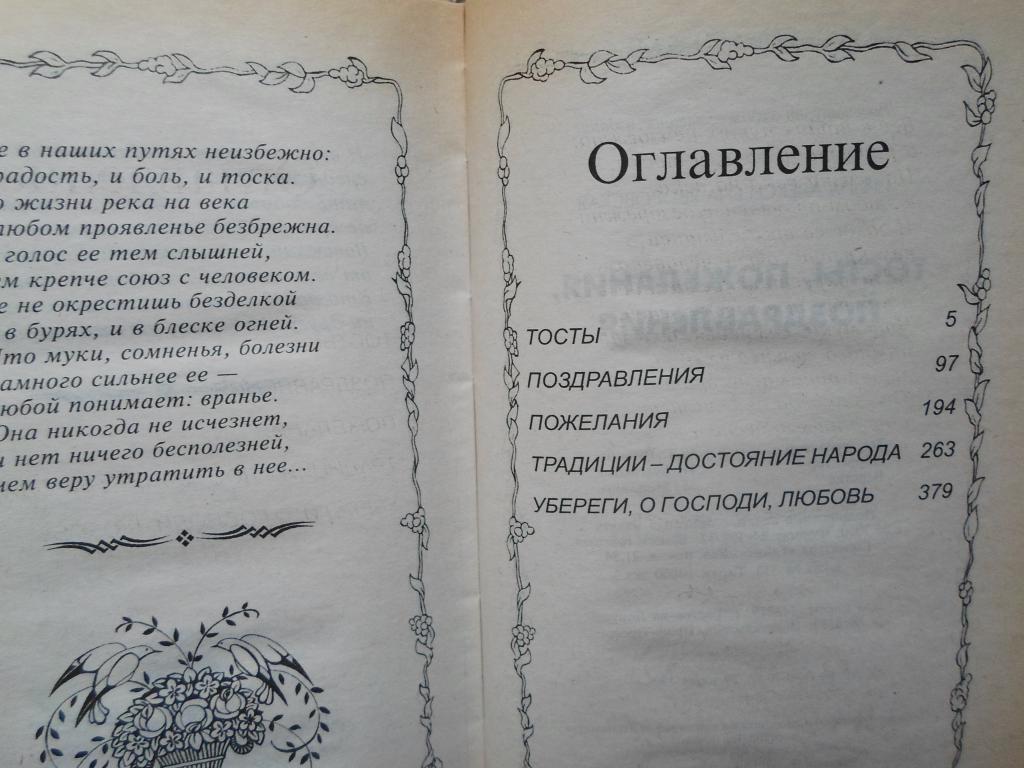 е в наших путях неизбежно:
радость, и боль, и тоска.
о жизни река на века
любом проявленье безбрежна.
голос ее тем слышней,
ем крепче союз с человеком.
е не окрестишь безделкой
в бурях, и в блеске огней.
Что муки, сомненья, болезни
амного сильнее ее —
любой понимает: вранье.
Она никогда не исчезнет,
и нет ничего бесполезней,
чем веру утратить в нее...
Оглавление
ТОСТЫ 5
ПОЗДРАВЛЕНИЯ 97
ПОЖЕЛАНИЯ 194
ТРАДИЦИИ – ДОСТОЯНИЕ НАРОДА 263
УБЕРЕГИ, О ГОСПОДИ, ЛЮБОВЬ 379